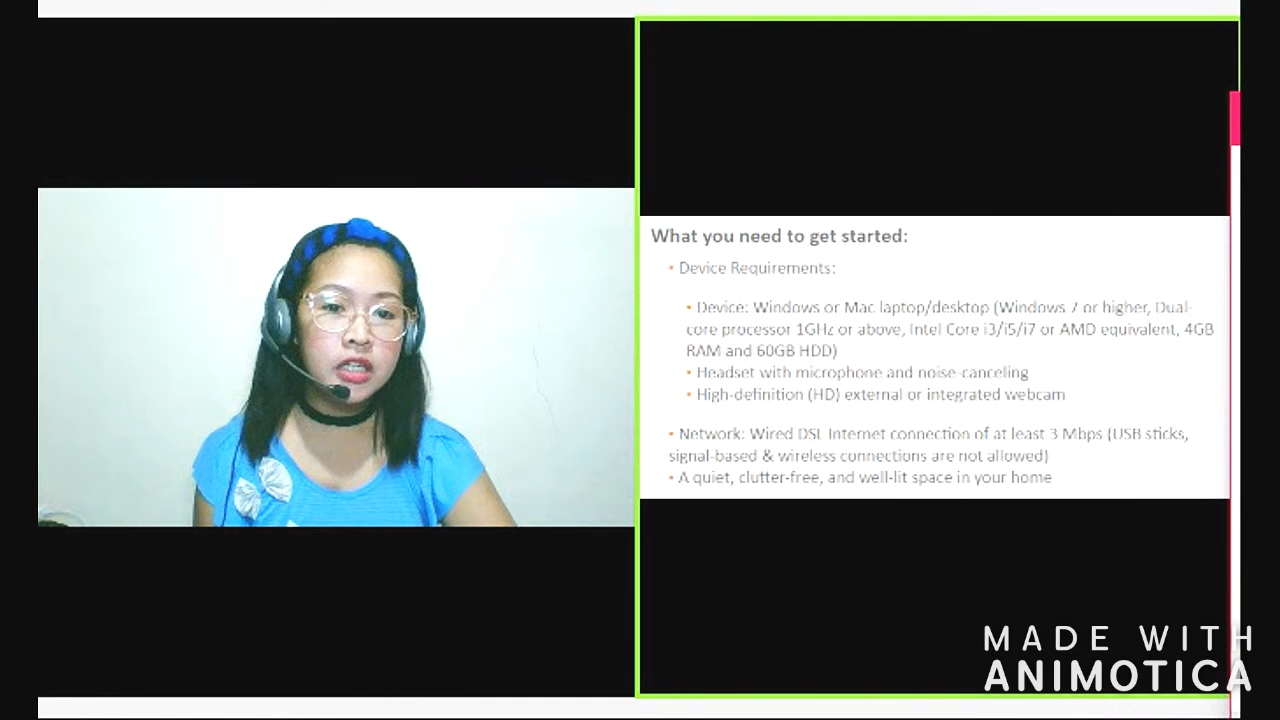 What you need to get started:
• Device Requirements:
• Device: Windows or Mac laptop/desktop (Windows 7 or higher, Dual-
core processor 1GHz or above, Intel Core i3/i5/i7 or AMD equivalent, 4GB
RAM and 60GB HDD)
• Headset with microphone and noise-canceling
• High-definition (HD) external or integrated webcam
• Network: Wired DSL Internet connection of at least 3 Mbps (USB sticks,
signal-based & wireless connections are not allowed)
• A quiet, clutter-free, and well-lit space in your home
MADE WITH
ANIMOTICA